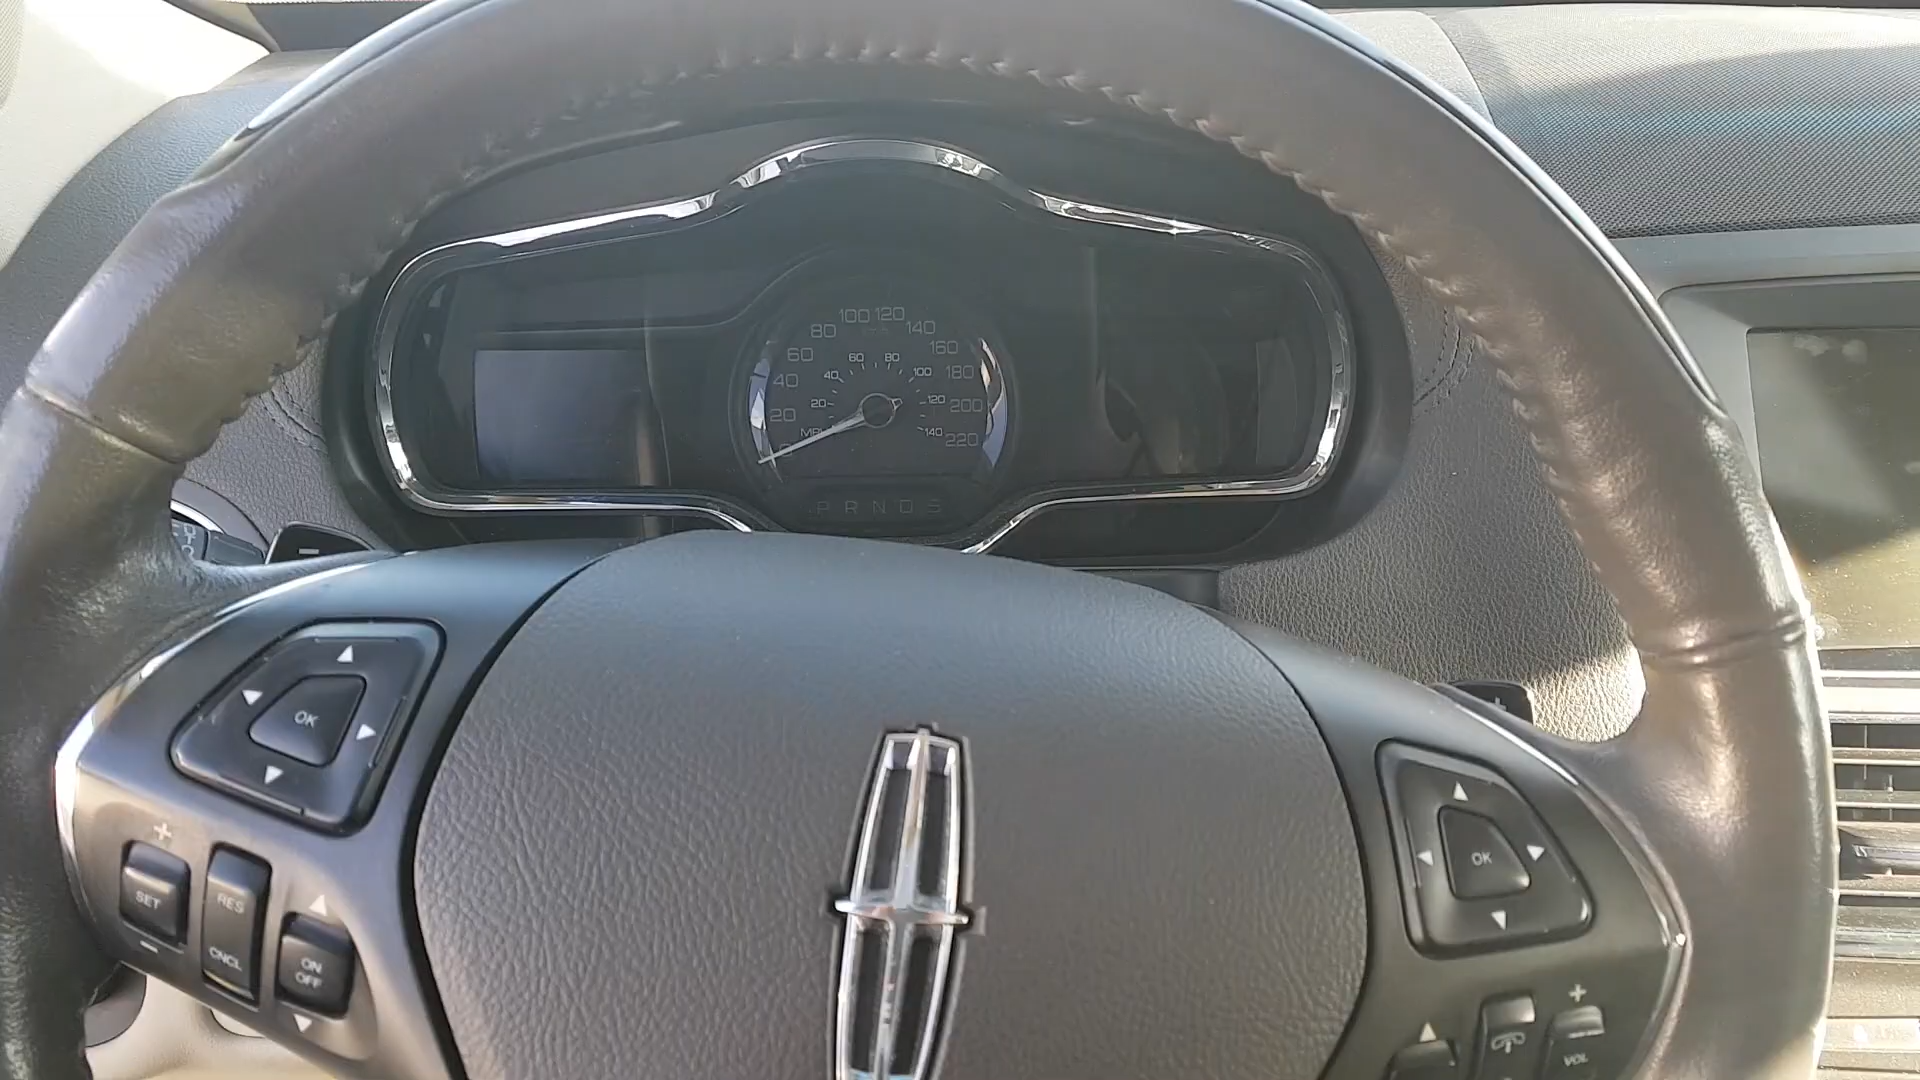 100 120
80 140
60 160
60 80
40 180
40 100
20 120 200
20
MPH 140 220
P R N D S
OK
OK
SET
RES
CNCL
ON
OFF
VOL